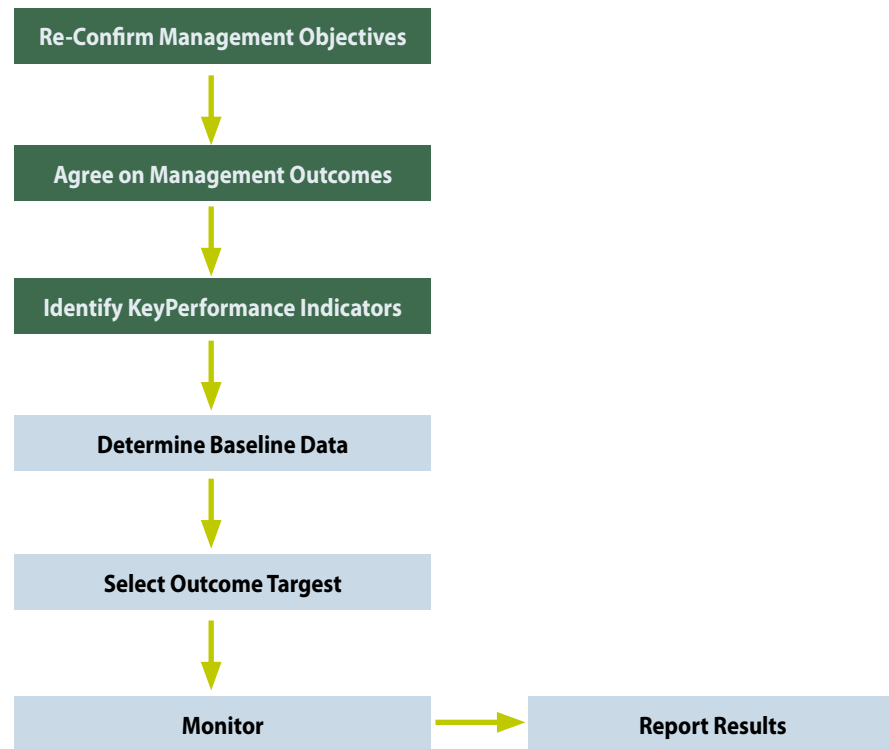 Re-Confirm Management Objectives
Agree on Management Outcomes
Identify KeyPerformance Indicators
Determine Baseline Data
Select Outcome Targest
Monitor
Report Results